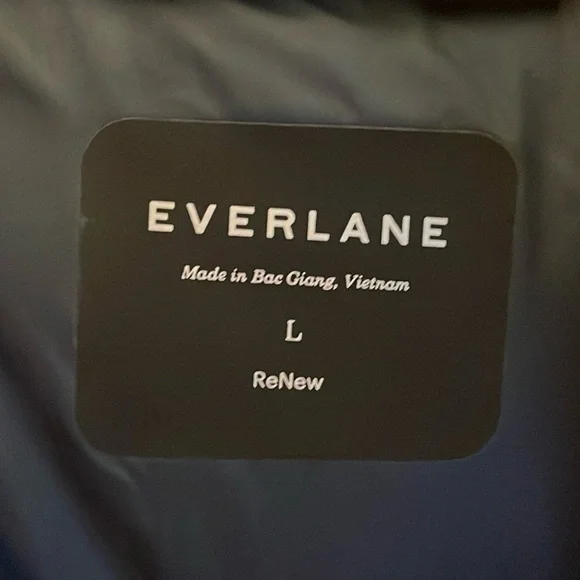 EVERLANE
Made in Bac Giang, Vietnam
L
ReNew